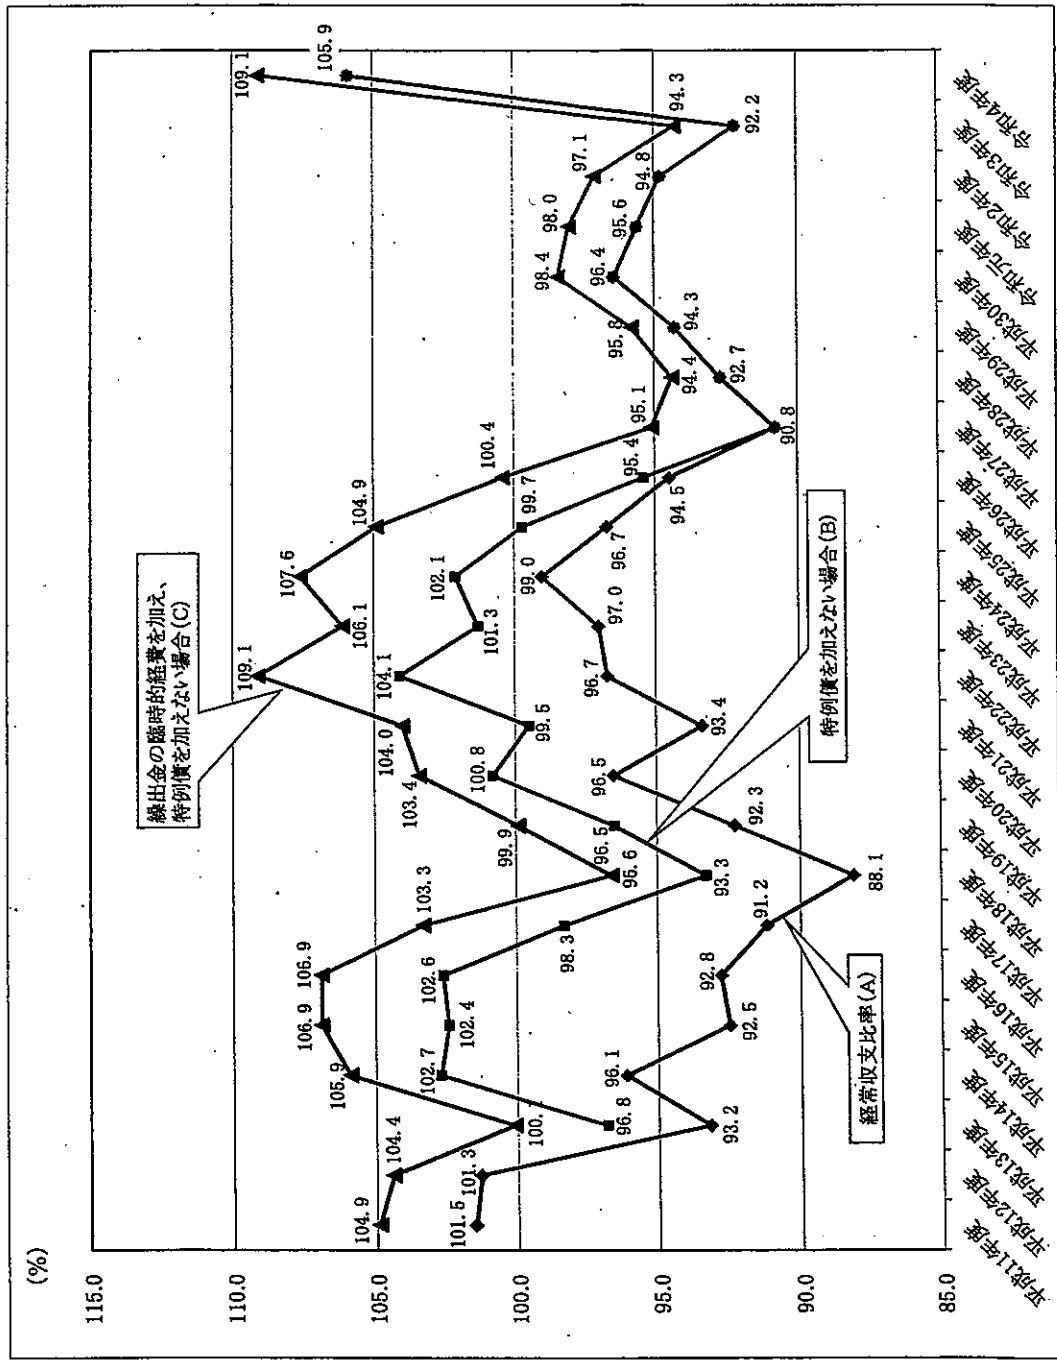 (%)
115.0
110.0
105.0
100.0
95.0
90.0
85.0
繰出金の臨時的経費を加え、
特例債を加えない場合(C)
特例債を加えない場合(B)
経常収支比率(A)
104.9
104.4
100.
105.9
106.9
106.9
103.3
96.6
99.9
103.4
104.0
109.1
106.1
107.6
104.9
100.4
95.1
94.4
95.8
98.4
98.0
97.1
94.3
109.1
96.8
102.7
102.4
102.6
98.3
93.3
96.5
100.8
99.5
104.1
101.3
102.1
99.7
95.4
101.5
101.3
93.2
96.1
92.5
92.8
91.2
88.1
92.3
96.5
93.4
96.7
97.0
99.0
96.7
94.5
90.8
92.7
94.3
96.4
95.6
94.8
92.2
105.9
平成11年度
平成12年度
平成13年度
平成14年度
平成15年度
平成16年度
平成17年度
平成18年度
平成19年度
平成20年度
平成21年度
平成22年度
平成23年度
平成24年度
平成25年度
平成26年度
平成27年度
平成28年度
平成29年度
平成30年度
令和元年度
令和2年度
令和3年度
令和4年度